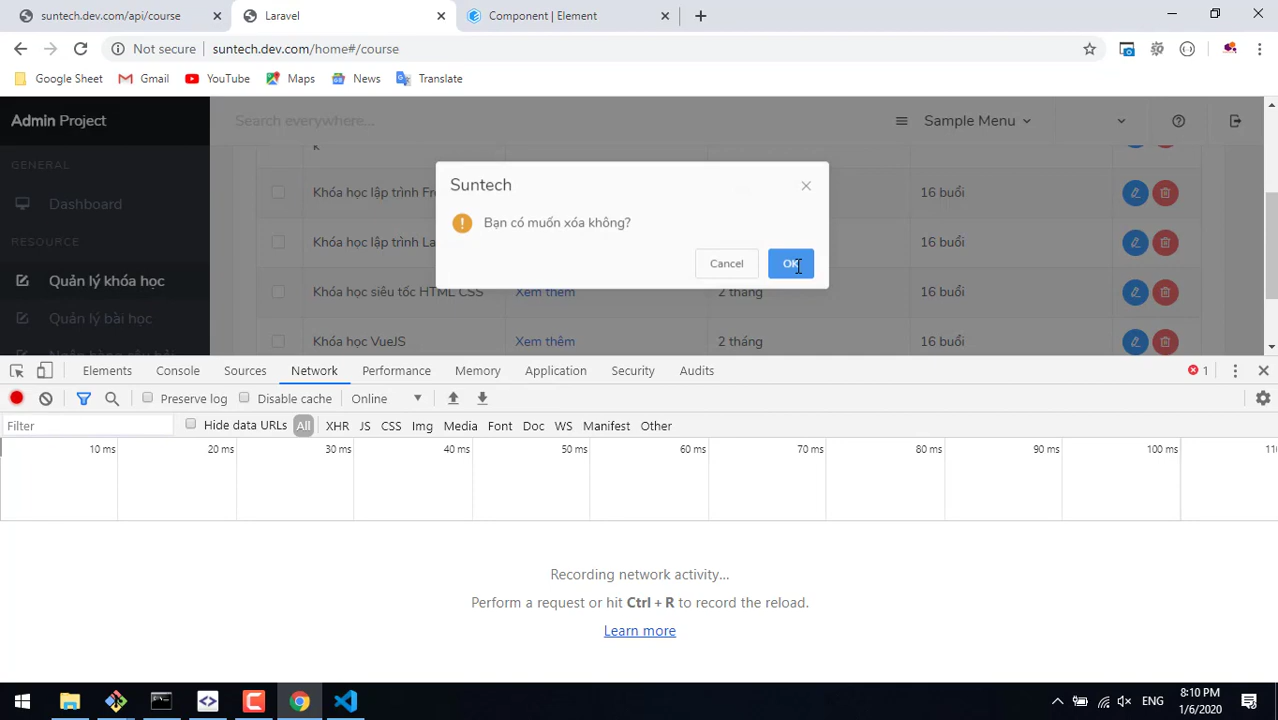 suntech.dev.com/api/course
Laravel
Component | Element
Not secure
suntech.dev.com/home#/course
Google Sheet
Gmail
YouTube
Maps
News
Translate
Admin Project
Search everywhere...
Sample Menu
GENERAL
Dashboard
RESOURCE
Quản lý khóa học
Quản lý bài học
Suntech
Bạn có muốn xóa không?
Cancel
OK
Khóa học lập trình
16 buổi
Khóa học lập trình
16 buổi
Khóa học siêu tốc HTML CSS
Xem thêm
2 tháng
16 buổi
Khóa học VueJS
Xem thêm
2 tháng
16 buổi
Elements
Console
Sources
Network
Performance
Memory
Application
Security
Audits
1
Preserve log
Disable cache
Online
Filter
Hide data URLs
All
XHR
JS
CSS
Img
Media
Font
Doc
WS
Manifest
Other
10 ms
20 ms
30 ms
40 ms
50 ms
60 ms
70 ms
80 ms
90 ms
100 ms
Recording network activity...
Perform a request or hit Ctrl + R to record the reload.
Learn more
ENG
8:10 PM
1/6/2020